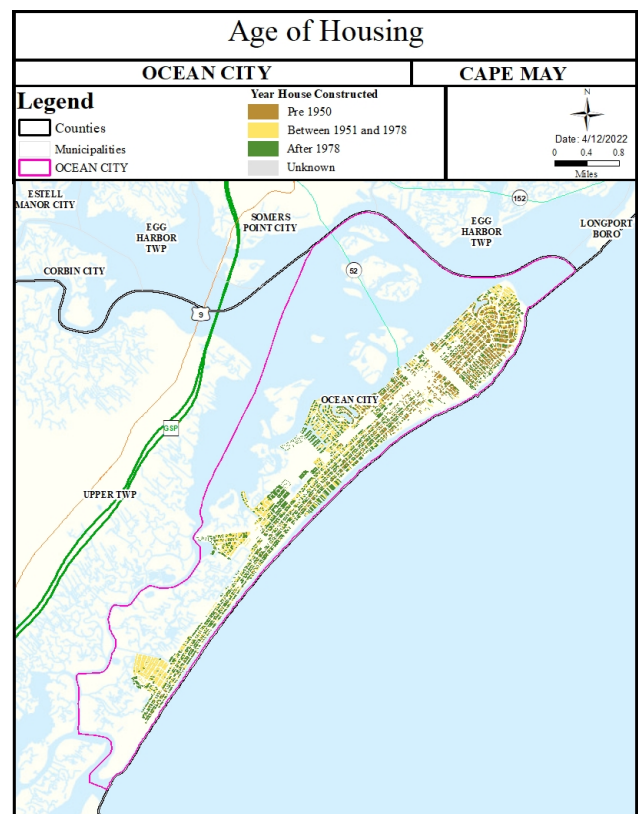 Age of Housing
OCEAN CITY
CAPE MAY
Legend
Counties
Municipalities
OCEAN CITY
Year House Constructed
Pre 1950
Between 1951 and 1978
After 1978
Unknown
N
Date: 4/12/2022
0 0.4 0.8
Miles
ESTELL
MANOR CITY
EGG
HARBOR
TWP
SOMERS
POINT CITY
152
EGG
HARBOR
TWP
LONGPORT
BORO
CORBIN CITY
52
9
OCEAN CITY
GSP
UPPER TWP